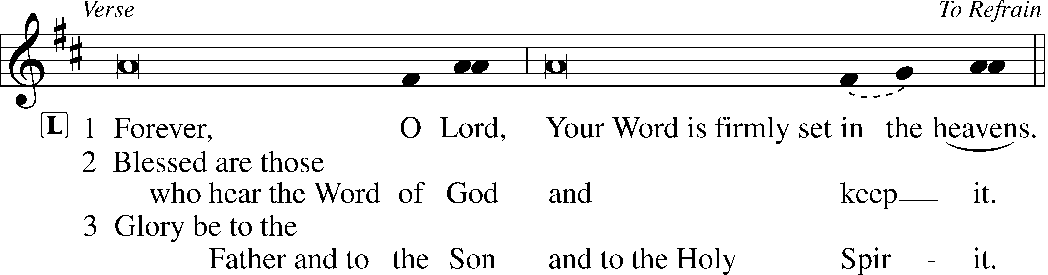 Verse To Refrain
L 1 Forever, O Lord, Your Word is firmly set in the heavens.
2 Blessed are those
who hear the Word of God and keep it.
3 Glory be to the
Father and to the Son and to the Holy Spir - it.